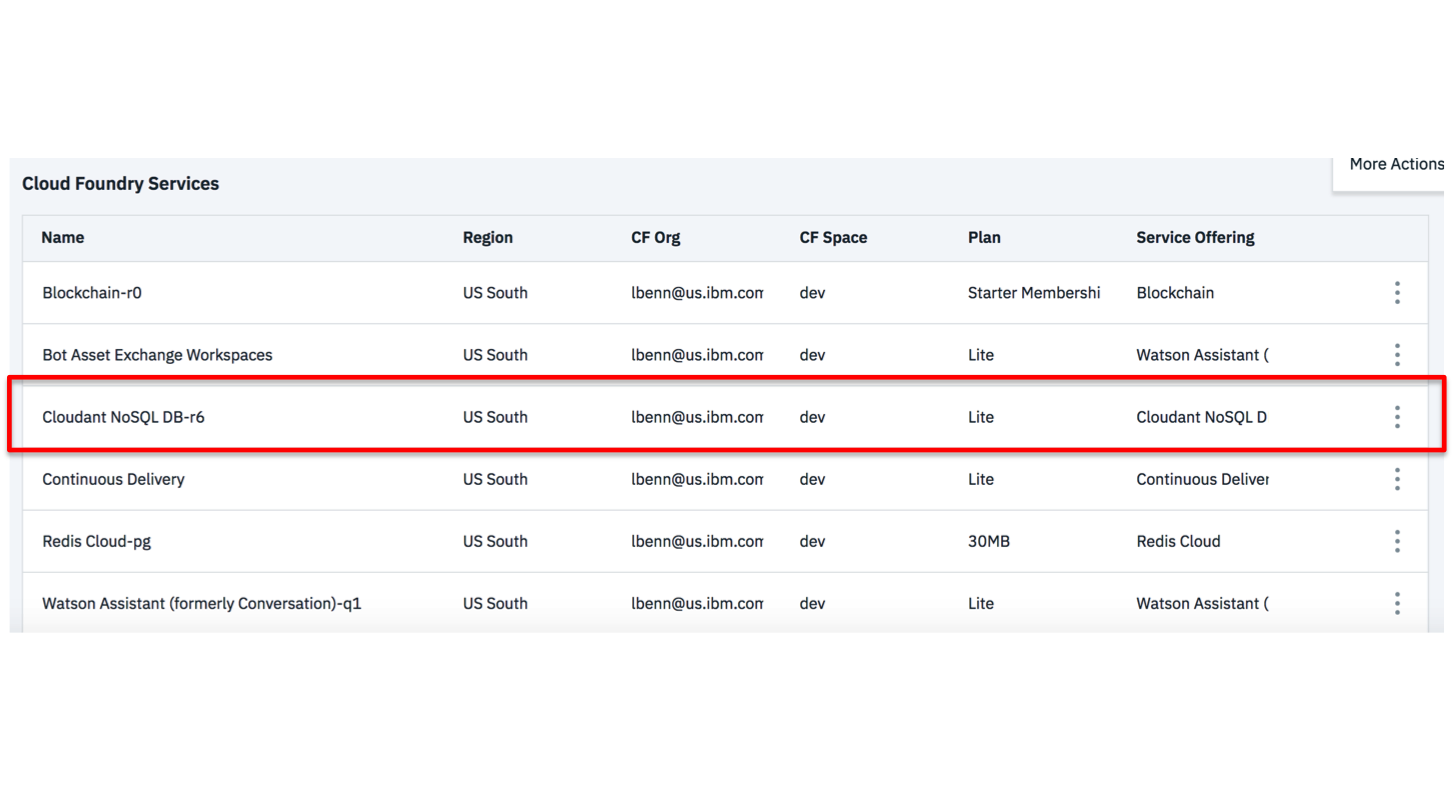 More Actions
Cloud Foundry Services
Name Region CF Org CF Space Plan Service Offering
Blockchain-r0 US South lbenn@us.ibm.com dev Starter Membershi Blockchain
Bot Asset Exchange Workspaces US South lbenn@us.ibm.com dev Lite Watson Assistant (
Cloudant NoSQL DB-r6 US South lbenn@us.ibm.com dev Lite Cloudant NoSQL D
Continuous Delivery US South lbenn@us.ibm.com dev Lite Continuous Deliver
Redis Cloud-pg US South lbenn@us.ibm.com dev 30MB Redis Cloud
Watson Assistant (formerly Conversation)-q1 US South lbenn@us.ibm.com dev Lite Watson Assistant (